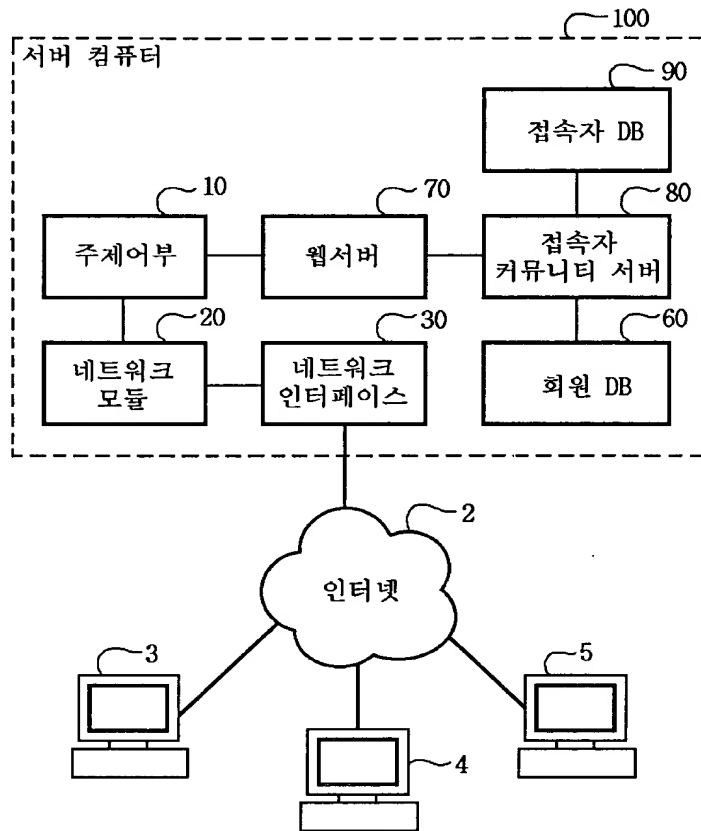 100
서버 컴퓨터
90
접속자 DB
10
70
80
주제어부
웹서버
접속자
커뮤니티 서버
20
30
60
네트워크
모듈
네트워크
인터페이스
회원 DB
2
인터넷
3
5
4